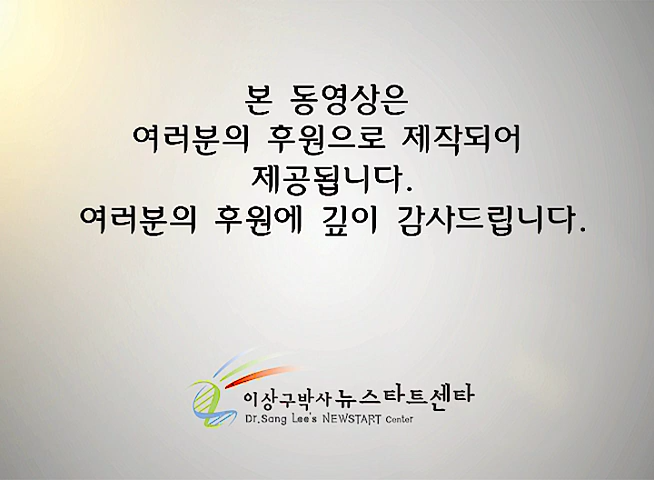 본 동영상은
여러분의 후원으로 제작되어
제공됩니다.
여러분의 후원에 깊이 감사드립니다.
이상구박사 뉴스타트센타
Dr.Sang Lee's NEWSTART Center